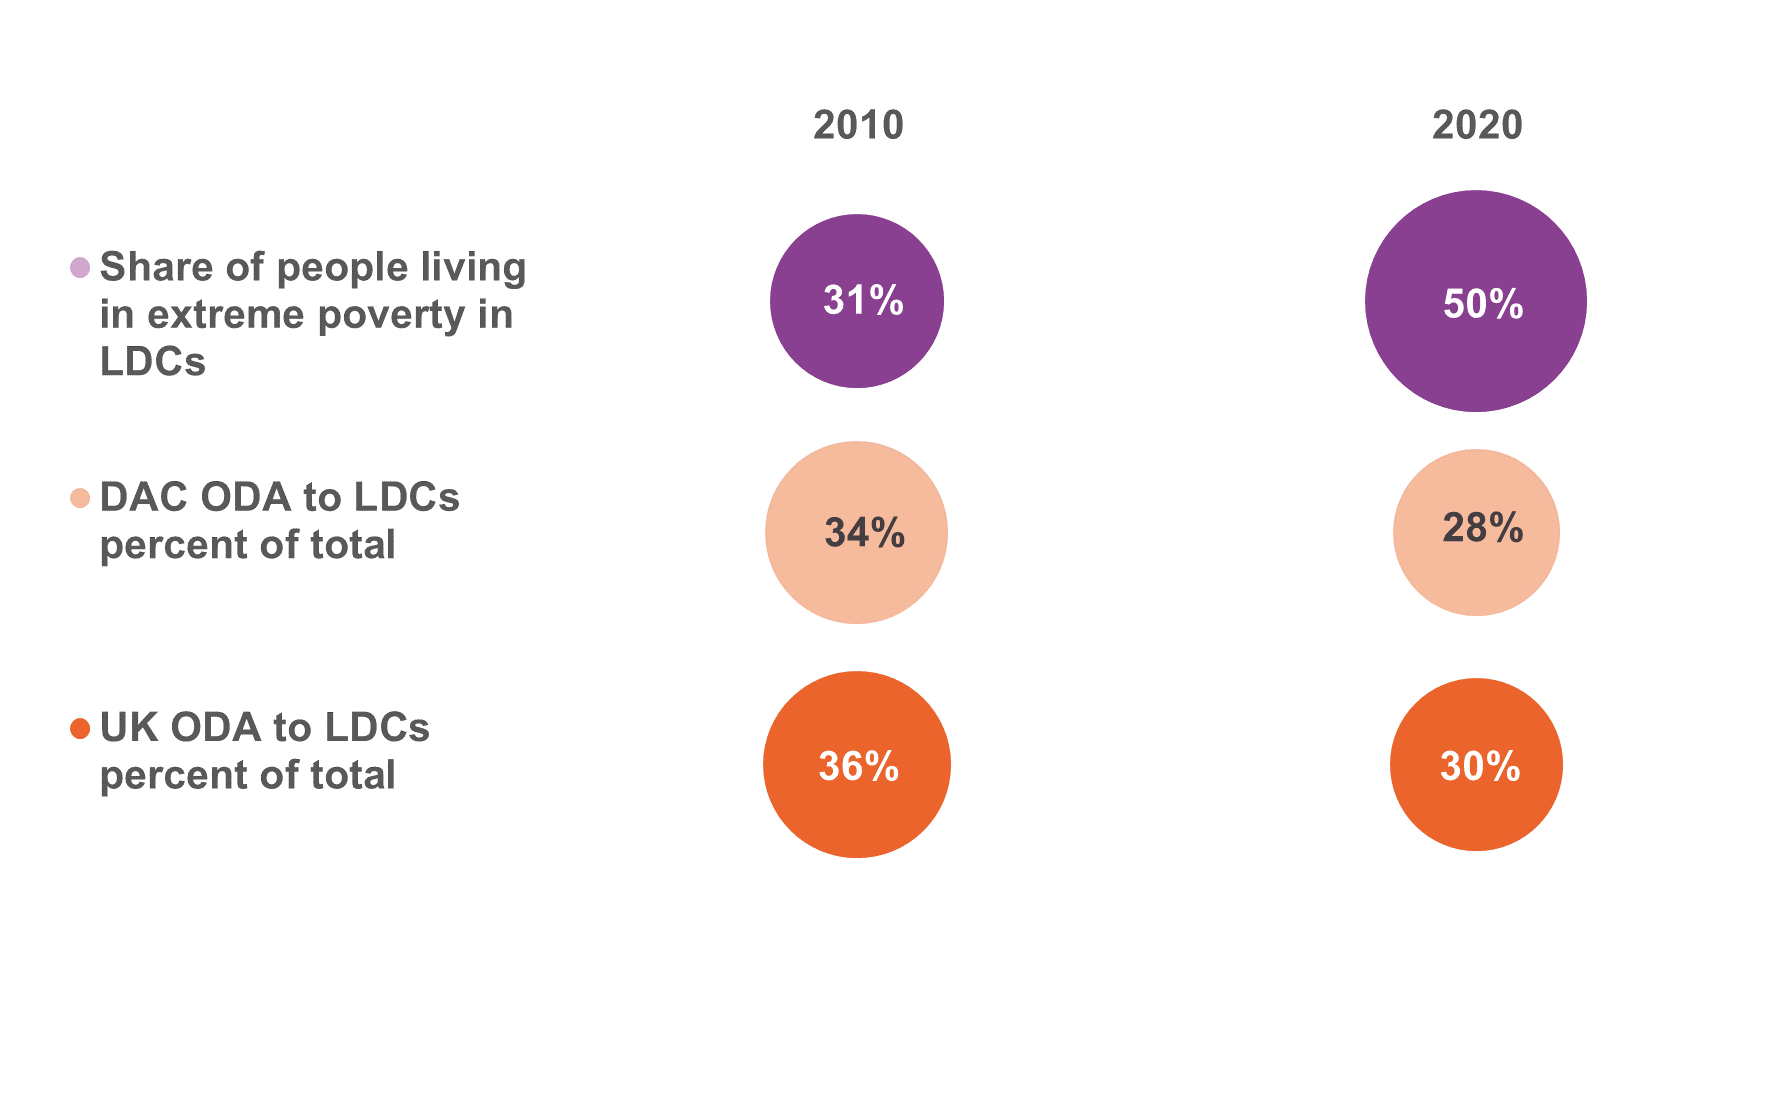 2010
2020
Share of people living
in extreme poverty in
LDCs
31%
50%
DAC ODA to LDCs
percent of total
34%
28%
UK ODA to LDCs
percent of total
36%
30%